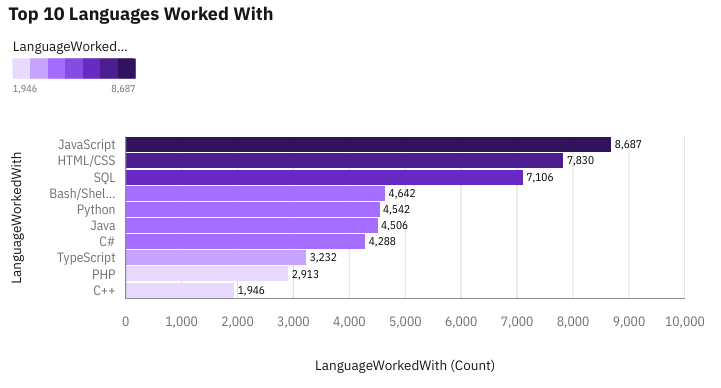 Top 10 Languages Worked With
LanguageWorked...
1,946 8,687
LanguageWorkedWith
JavaScript 8,687
HTML/CSS 7,830
SQL 7,106
Bash/Shel... 4,642
Python 4,542
Java 4,506
C# 4,288
TypeScript 3,232
PHP 2,913
C++ 1,946
0 1,000 2,000 3,000 4,000 5,000 6,000 7,000 8,000 9,000 10,000
LanguageWorkedWith (Count)